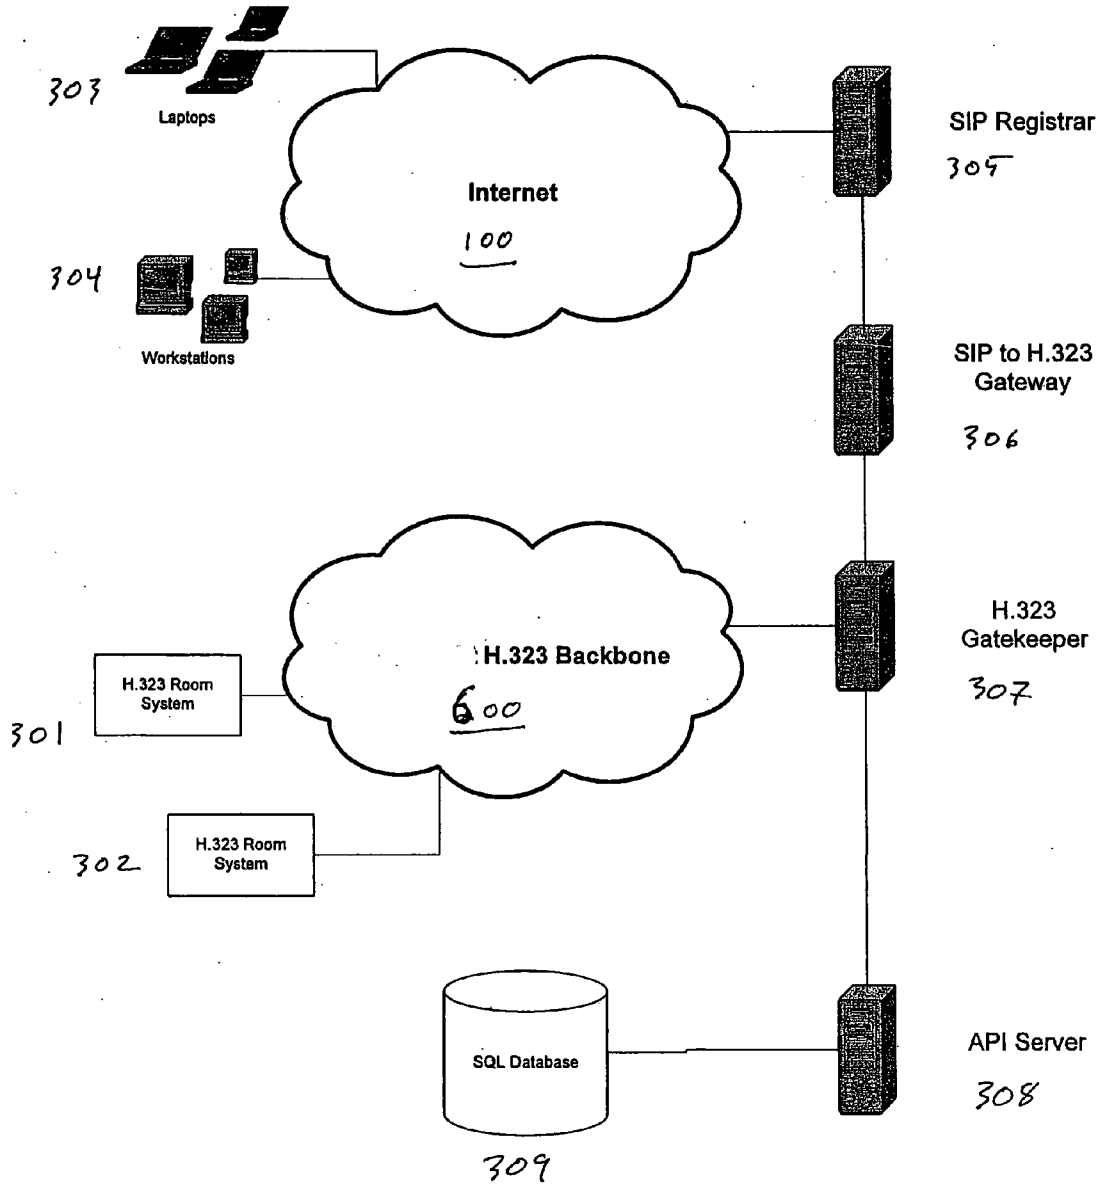 303
Laptops
SIP Registrar
305
Internet
100
304
Workstations
SIP to H.323
Gateway
306
H.323 Backbone
600
H.323
Gatekeeper
307
H.323 Room
System
301
H.323 Room
System
302
SQL Database
309
API Server
308